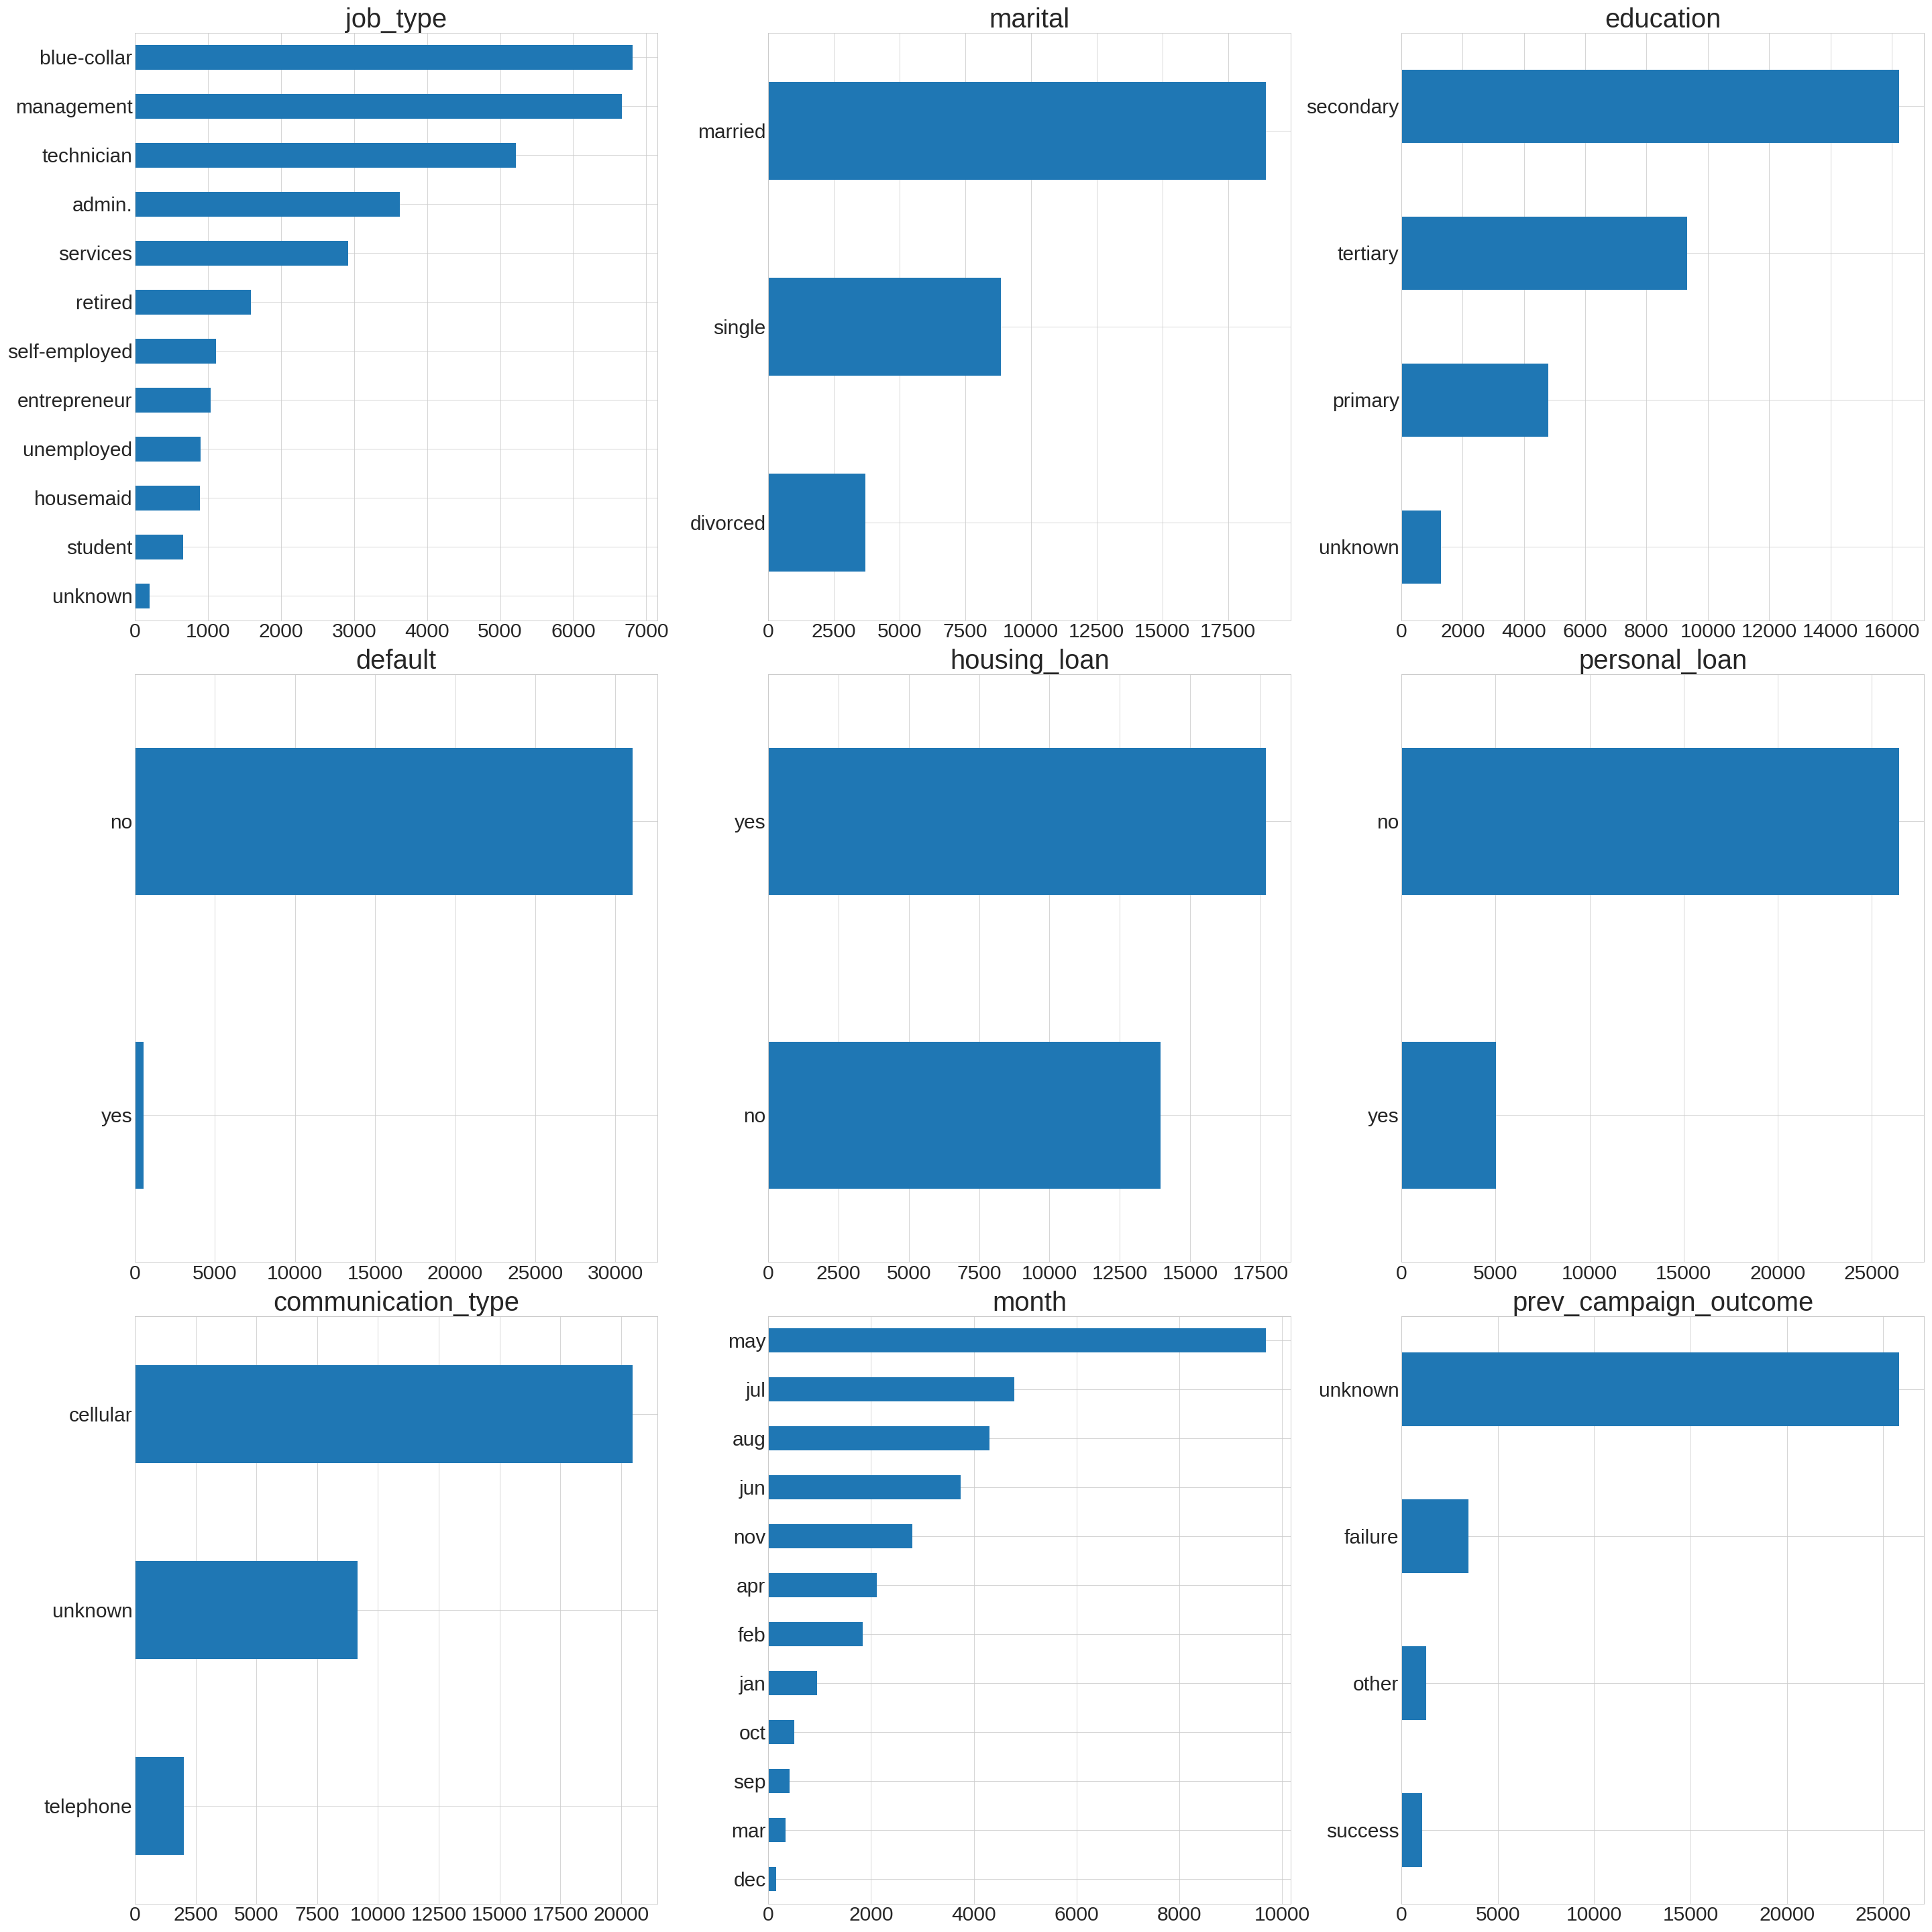 job_type
blue-collar
management
technician
admin.
services
retired
self-employed
entrepreneur
unemployed
housemaid
student
unknown
0 1000 2000 3000 4000 5000 6000 7000
marital
married
single
divorced
0 2500 5000 7500 10000 12500 15000 17500
education
secondary
tertiary
primary
unknown
0 2000 4000 6000 8000 10000 12000 14000 16000
default
no
yes
0 5000 10000 15000 20000 25000 30000
housing_loan
yes
no
0 2500 5000 7500 10000 12500 15000 17500
personal_loan
no
yes
0 5000 10000 15000 20000 25000
communication_type
cellular
unknown
telephone
0 2500 5000 7500 10000 12500 15000 17500 20000
month
may
jul
aug
jun
nov
apr
feb
jan
oct
sep
mar
dec
0 2000 4000 6000 8000 10000
prev_campaign_outcome
unknown
failure
other
success
0 5000 10000 15000 20000 25000